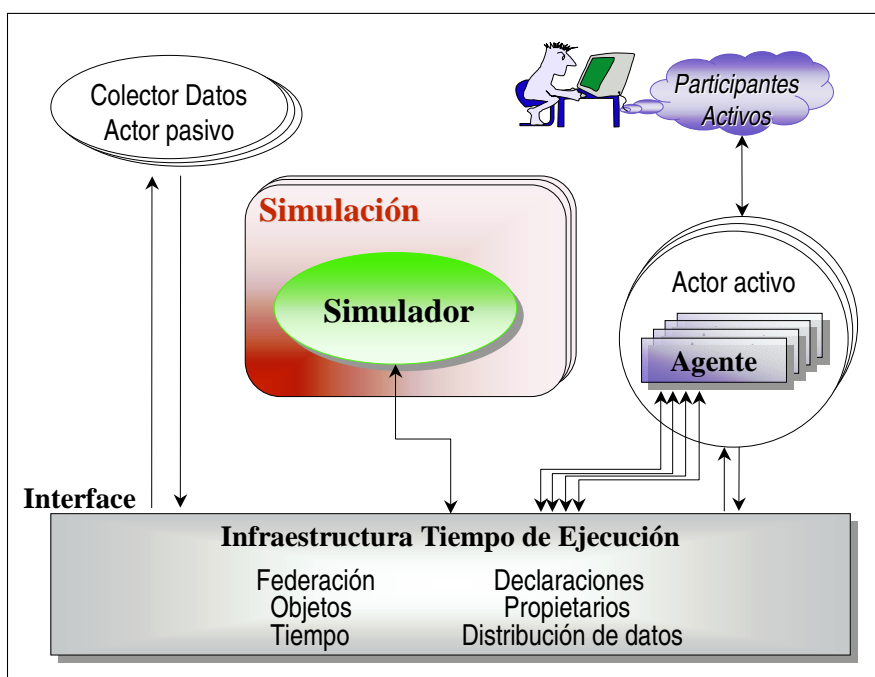 Colector Datos
Actor pasivo
Participantes
Activos
Simulación
Simulador
Actor activo
Agente
Interface
Infraestructura Tiempo de Ejecución
Federación
Objetos
Tiempo
Declaraciones
Propietarios
Distribución de datos